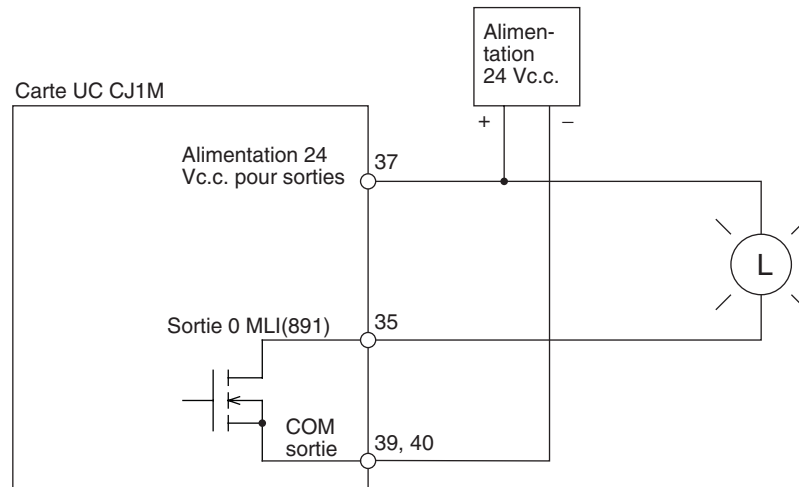 Alimen-
tation
24 Vc.c.
+
−
Carte UC CJ1M
Alimentation 24
Vc.c. pour sorties
37
L
Sortie 0 MLI(891)
35
COM
sortie
39, 40